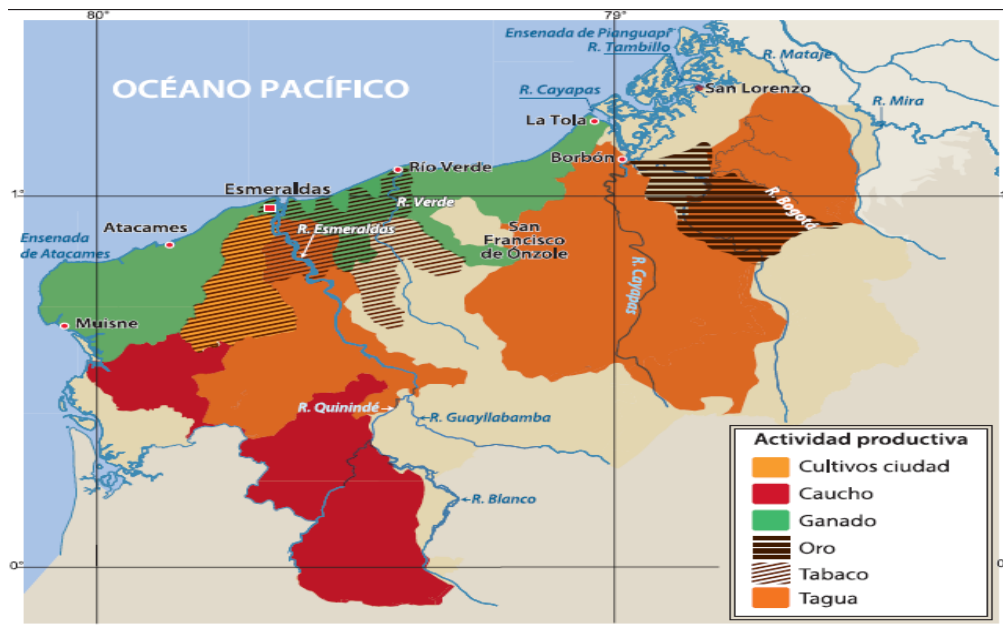 80°
79°
Ensenada de Pianguapí
R. Tambillo
R. Mataje
OCÉANO PACÍFICO
R. Cayapas
San Lorenzo
R. Mira
La Tola
Borbón
Río Verde
1°
Esmeraldas
R. Verde
R. Bogotá
Atacames
R. Esmeraldas
San
Francisco
de Ónzole
Ensenada
de Atacames
R. Cayapas
Muisne
R. Quinindé
R. Guayllabamba
R. Blanco
0°
0
Actividad productiva
Cultivos ciudad
Caucho
Ganado
Oro
Tabaco
Tagua